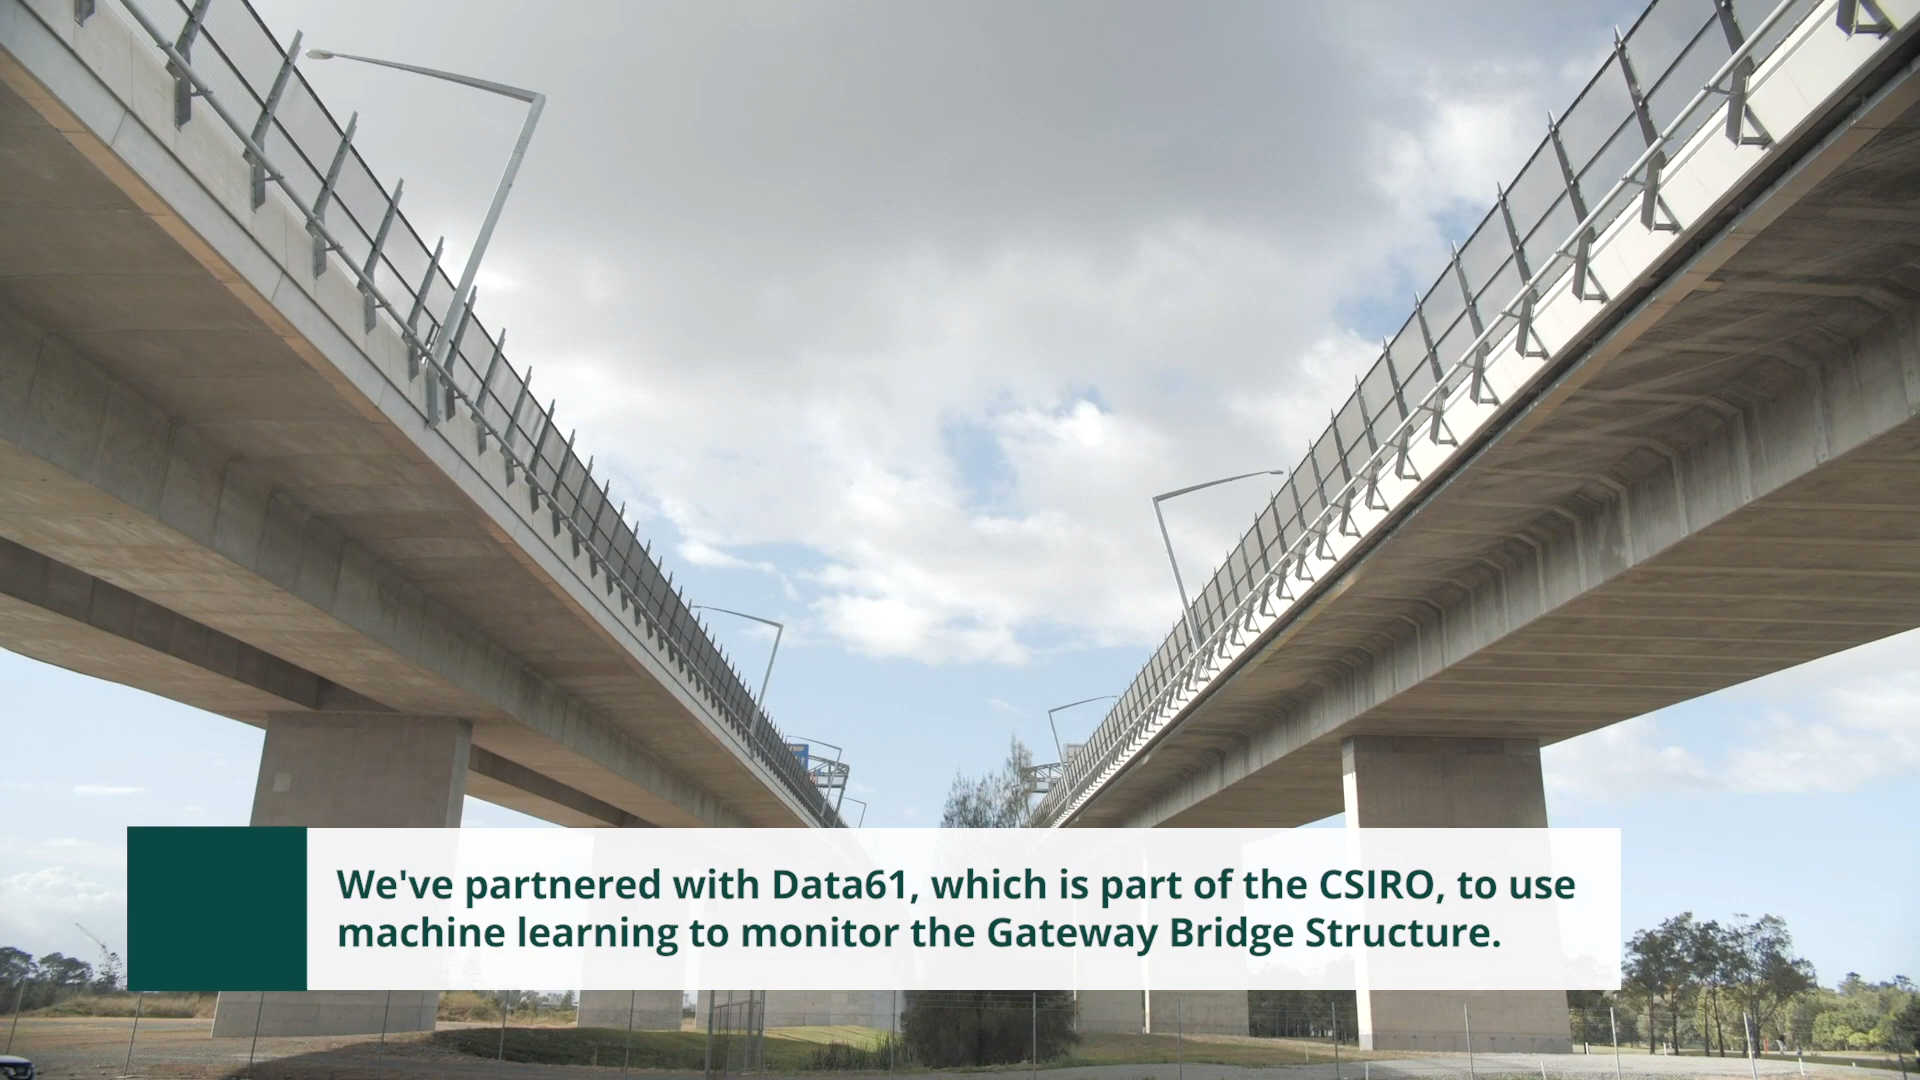 We've partnered with Data61, which is part of the CSIRO, to use
machine learning to monitor the Gateway Bridge Structure.